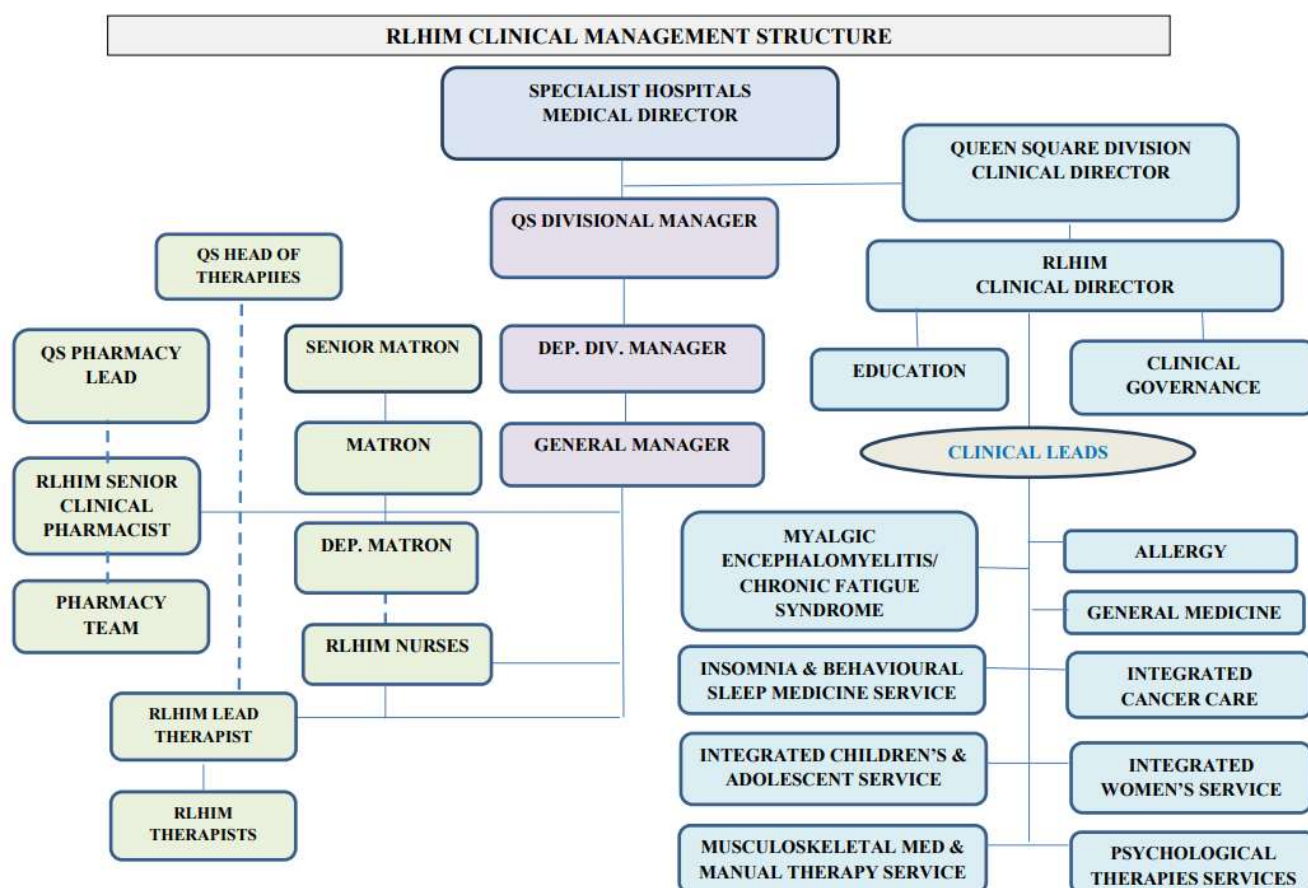 RLHIM CLINICAL MANAGEMENT STRUCTURE
SPECIALIST HOSPITALS
MEDICAL DIRECTOR
QUEEN SQUARE DIVISION
CLINICAL DIRECTOR
QS DIVISIONAL MANAGER
QS HEAD OF
THERAPIIES
RLHIM
CLINICAL DIRECTOR
QS PHARMACY
LEAD
SENIOR MATRON
DEP. DIV. MANAGER
EDUCATION
CLINICAL
GOVERNANCE
MATRON
GENERAL MANAGER
CLINICAL LEADS
RLHIM SENIOR
CLINICAL
PHARMACIST
DEP. MATRON
MYALGIC
ENCEPHALOMYELITIS/
CHRONIC FATIGUE
SYNDROME
ALLERGY
PHARMACY
TEAM
GENERAL MEDICINE
RLHIM NURSES
INSOMNIA & BEHAVIOURAL
SLEEP MEDICINE SERVICE
INTEGRATED
CANCER CARE
RLHIM LEAD
THERAPIST
INTEGRATED CHILDREN’S &
ADOLESCENT SERVICE
INTEGRATED
WOMEN’S SERVICE
RLHIM
THERAPISTS
MUSCULOSKELETAL MED &
MANUAL THERAPY SERVICE
PSYCHOLOGICAL
THERAPIES SERVICES